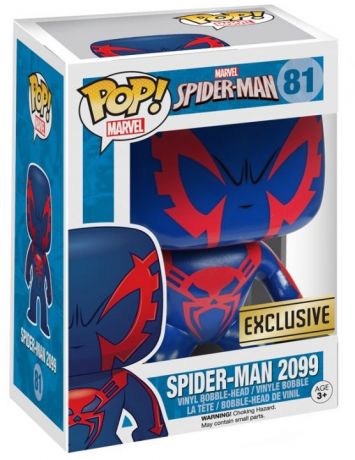 MARVEL
SPIDER-MAN
81
POP!
MARVEL
EXCLUSIVE
SPIDER-MAN 2099
VINYL BOBBLE-HEAD / VINYLE BOBBLE
LA TÊTE / BOBBLE-HEAD DE VINIL
WARNING! Choking Hazard.
May contain small parts.
AGE
3+
POP!
MARVEL
SPIDER-MAN 2099
81